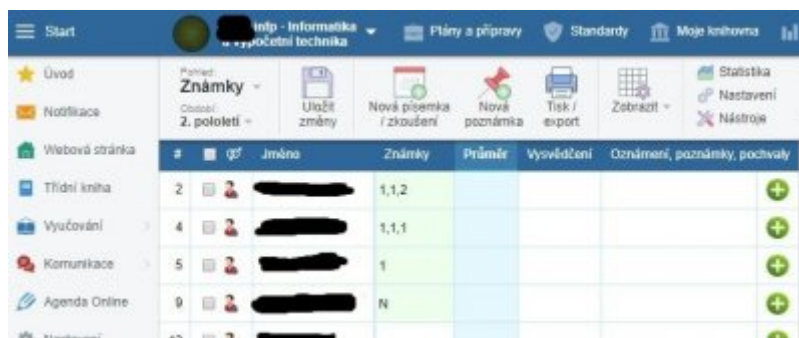 Start
infp - Informatika
a výpočetní technika
Plány a přípravy
Standardy
Moje knihovna
Úvod
Notifikace
Webová stránka
Třídní kniha
Vyučování
Komunikace
Agenda Online
Nastavení
Pohled:
Známky
Období:
2. pololetí
Uložit
změny
Nová písemka
/ zkoušení
Nová
poznámka
Tisk /
export
Zobrazit
Statistika
Nastavení
Nástroje
# Jméno Známky Průměr Vysvědčení Oznámení, poznámky, pochvaly
2 1,1,2
4 1,1,1
5 1
9 N